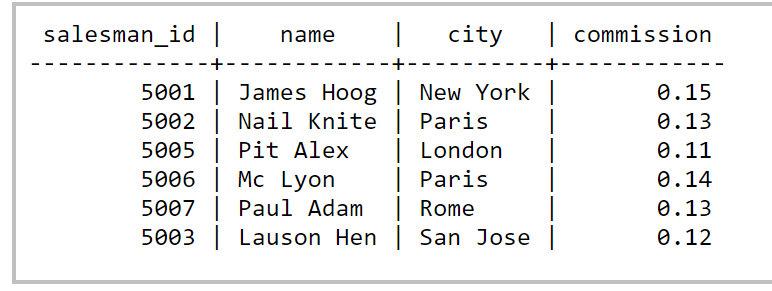 salesman_id |    name      |   city   | commission
-------------+------------+----------+------------
        5001 | James Hoog | New York |       0.15
        5002 | Nail Knite | Paris    |       0.13
        5005 | Pit Alex   | London   |       0.11
        5006 | Mc Lyon    | Paris    |       0.14
        5007 | Paul Adam  | Rome     |       0.13
        5003 | Lauson Hen | San Jose |       0.12